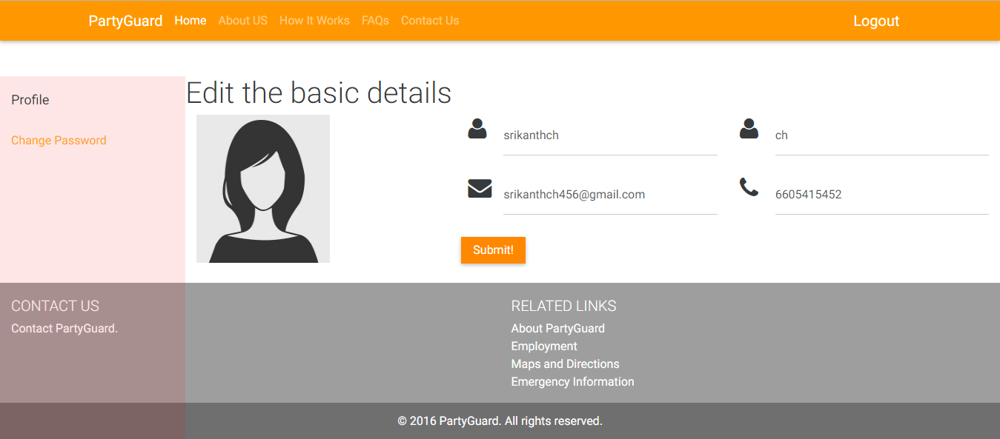 PartyGuard Home About US How It Works FAQs Contact Us Logout
Profile
Change Password
Edit the basic details
srikanthch
ch
srikanthch456@gmail.com
6605415452
Submit!
CONTACT US
Contact PartyGuard.
RELATED LINKS
About PartyGuard
Employment
Maps and Directions
Emergency Information
© 2016 PartyGuard. All rights reserved.